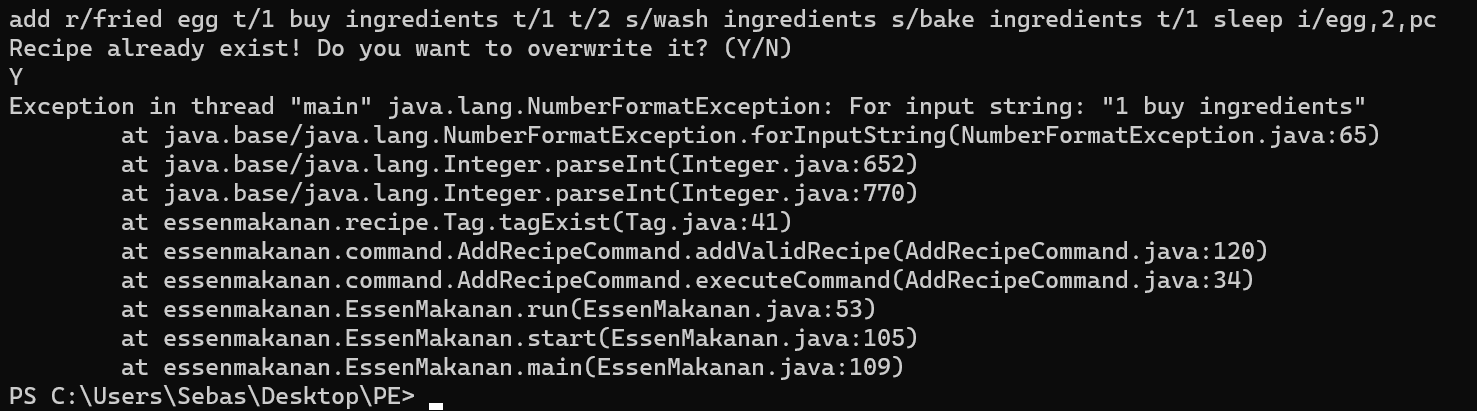 add r/fried egg t/1 buy ingredients t/1 t/2 s/wash ingredients s/bake ingredients t/1 sleep i/egg,2,pc
Recipe already exist! Do you want to overwrite it? (Y/N)
Y
Exception in thread "main" java.lang.NumberFormatException: For input string: "1 buy ingredients"
        at java.base/java.lang.NumberFormatException.forInputString(NumberFormatException.java:65)
        at java.base/java.lang.Integer.parseInt(Integer.java:652)
        at java.base/java.lang.Integer.parseInt(Integer.java:770)
        at essenmakanan.recipe.Tag.tagExist(Tag.java:41)
        at essenmakanan.command.AddRecipeCommand.addValidRecipe(AddRecipeCommand.java:120)
        at essenmakanan.command.AddRecipeCommand.executeCommand(AddRecipeCommand.java:34)
        at essenmakanan.EssenMakanan.run(EssenMakanan.java:53)
        at essenmakanan.EssenMakanan.start(EssenMakanan.java:105)
        at essenmakanan.EssenMakanan.main(EssenMakanan.java:109)
PS C:\Users\Sebas\Desktop\PE>